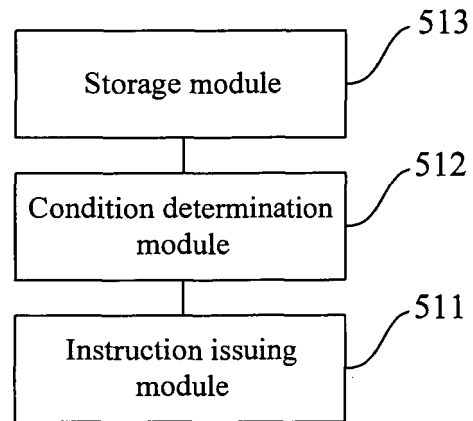 513
Storage module
512
Condition determination
module
511
Instruction issuing
module